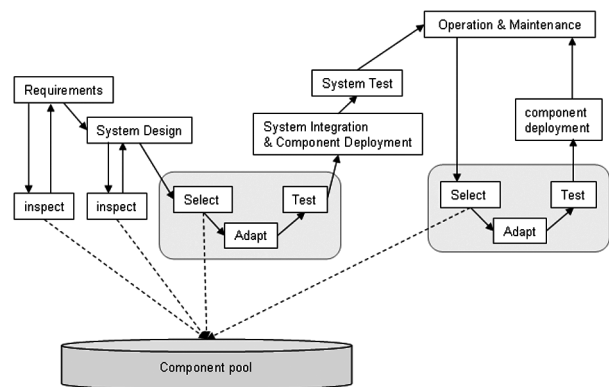 Operation & Maintenance
System Test
Requirements
component
deployment
System Design
System Integration
& Component Deployment
inspect
inspect
Select
Test
Adapt
Select
Test
Adapt
Component pool